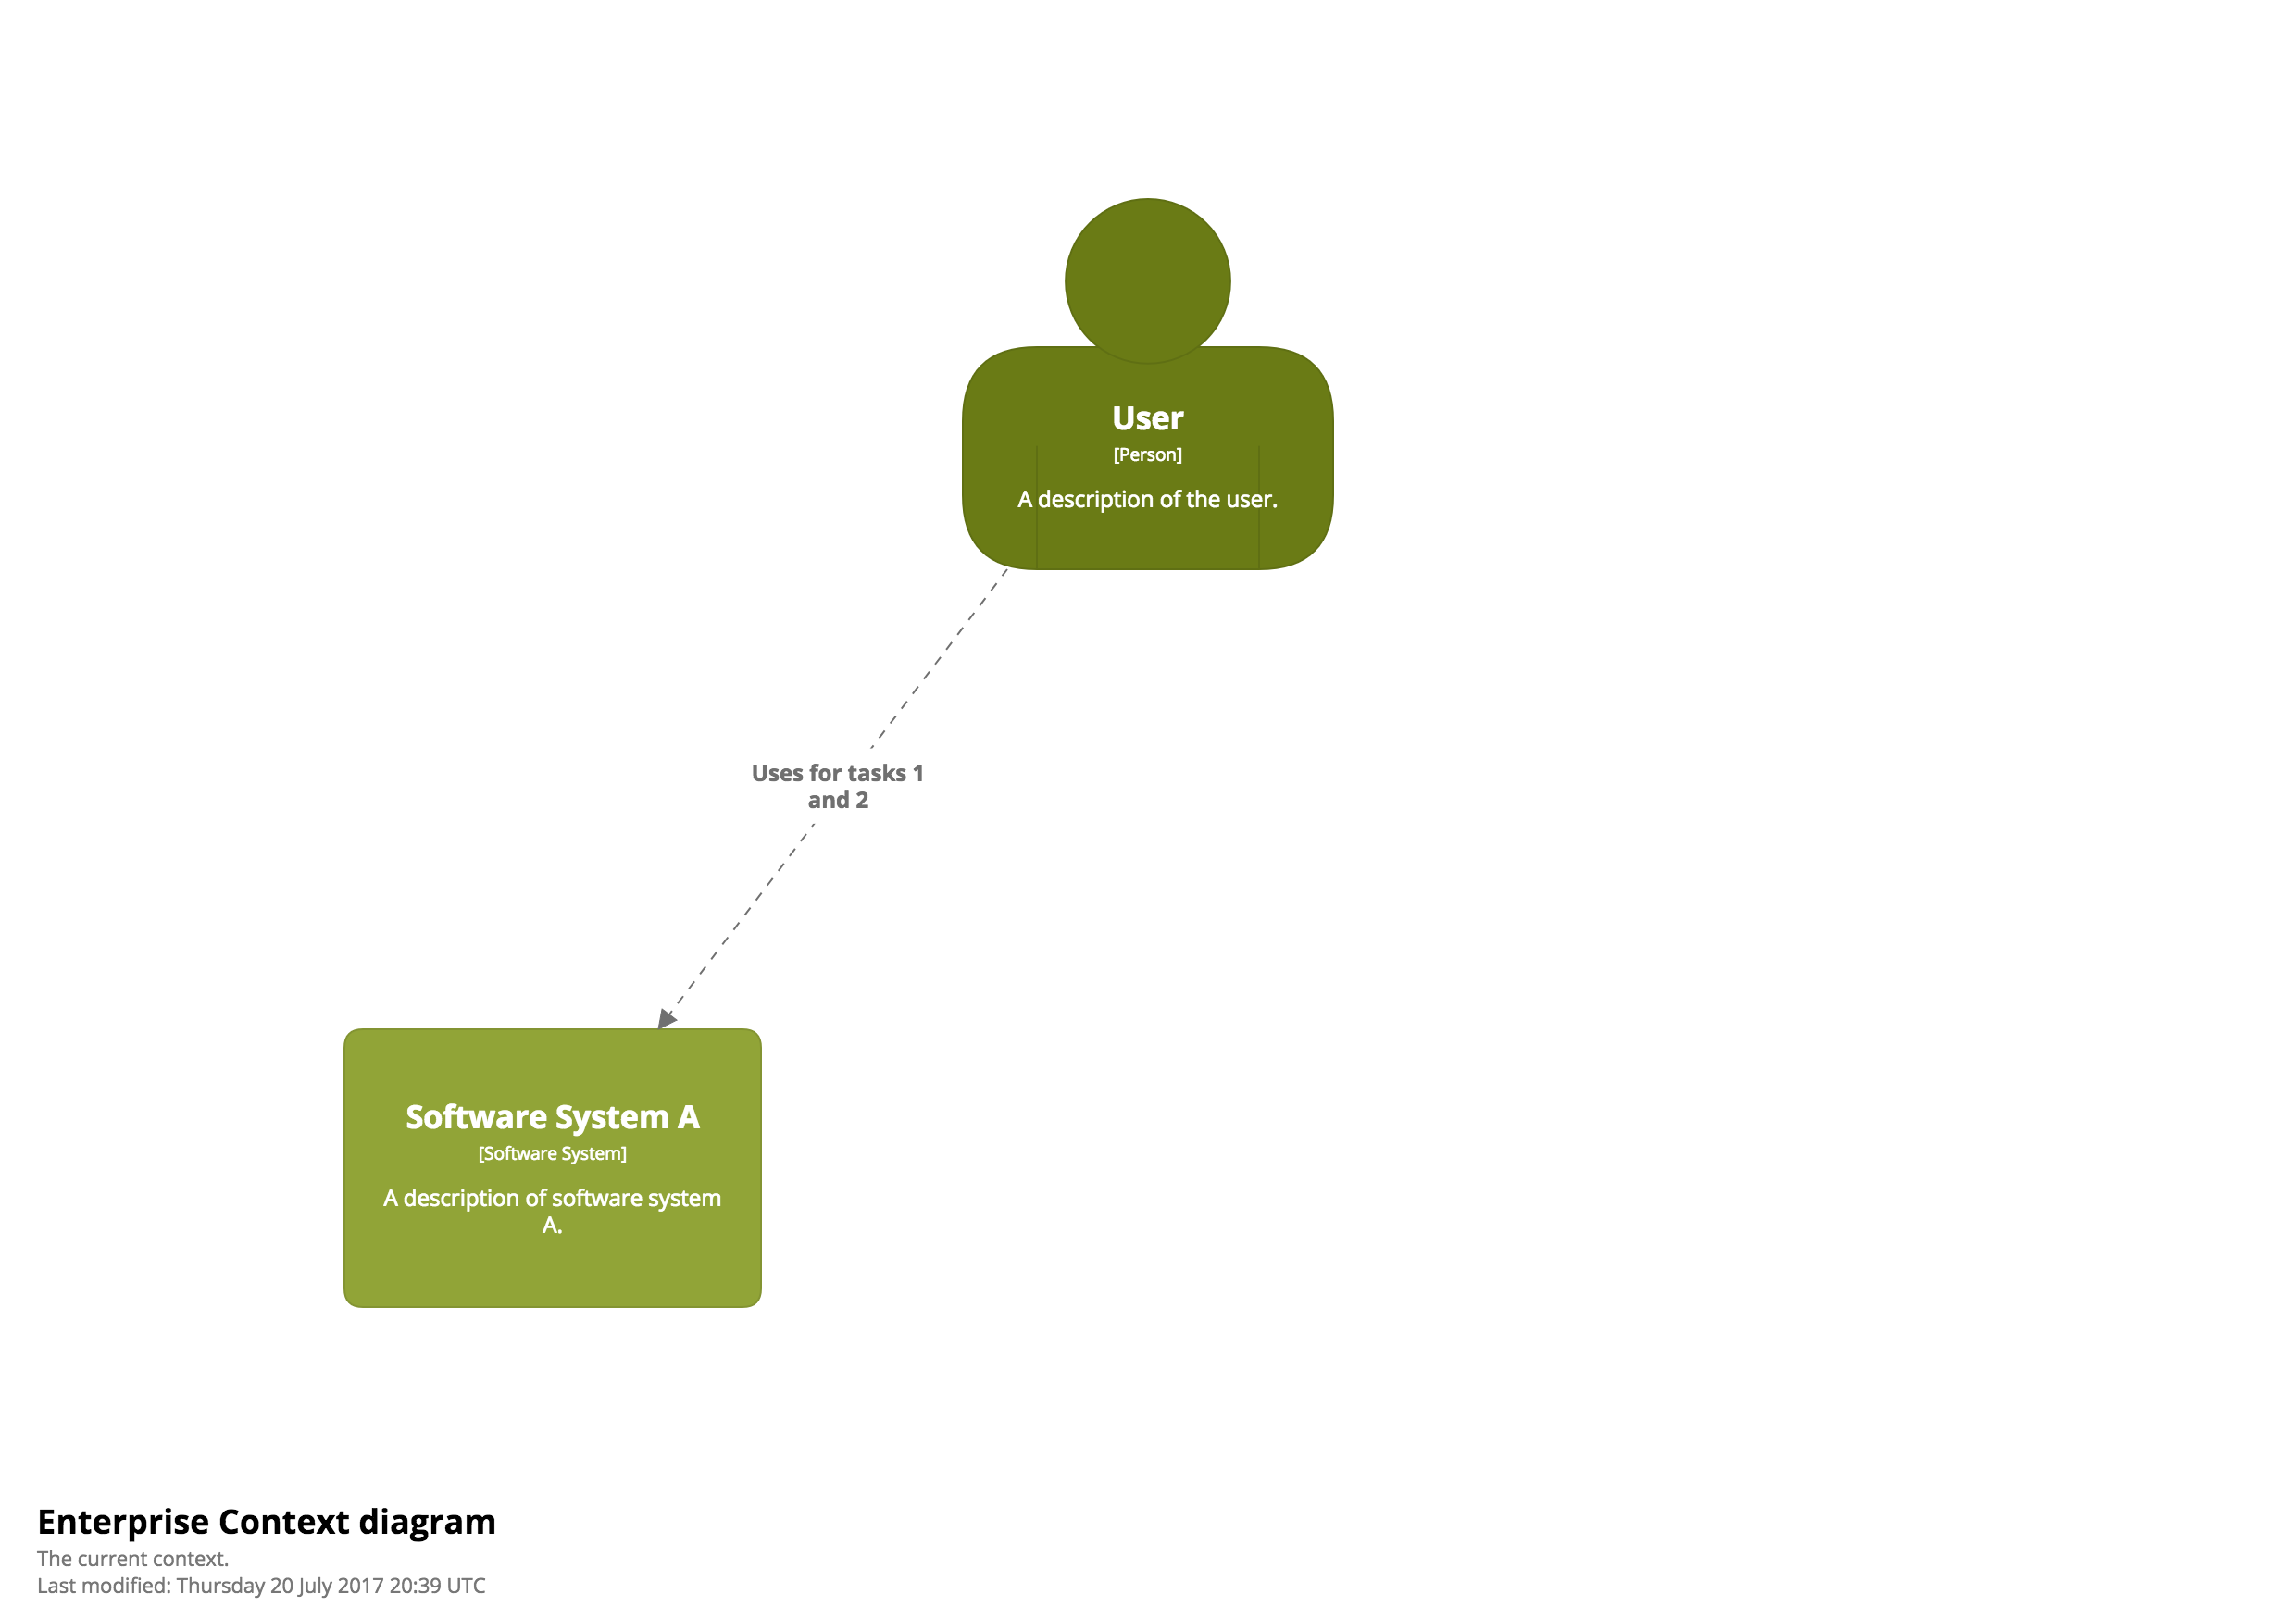 User
[Person]
A description of the user.
Uses for tasks 1
and 2
Software System A
[Software System]
A description of software system
A.
Enterprise Context diagram
The current context.
Last modified: Thursday 20 July 2017 20:39 UTC